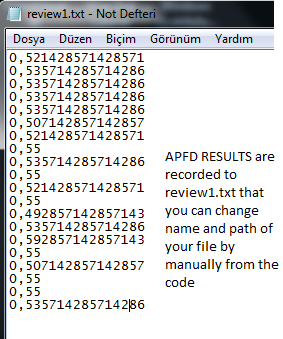 review1.txt - Not Defteri
Dosya Düzen Biçim Görünüm Yardım
0,521428571428571
0,535714285714286
0,535714285714286
0,535714285714286
0,535714285714286
0,507142857142857
0,521428571428571
0,55
0,535714285714286
0,55
0,521428571428571
0,55
0,492857142857143
0,535714285714286
0,592857142857143
0,55
0,507142857142857
0,55
0,55
0,535714285714286
APFD RESULTS are
recorded to
review1.txt that
you can change
name and path of
your file by
manually from the
code